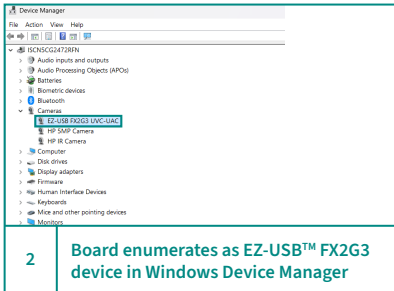 Device Manager
File Action View Help
ISCN5CG2472RFN
Audio inputs and outputs
Audio Processing Objects (APOs)
Batteries
Biometric devices
Bluetooth
Cameras
EZ-USB FX2G3 UVC-UAC
HP 5MP Camera
HP IR Camera
Computer
Disk drives
Display adapters
Firmware
Human Interface Devices
Keyboards
Mice and other pointing devices
Monitors
2
Board enumerates as EZ-USB™ FX2G3
device in Windows Device Manager